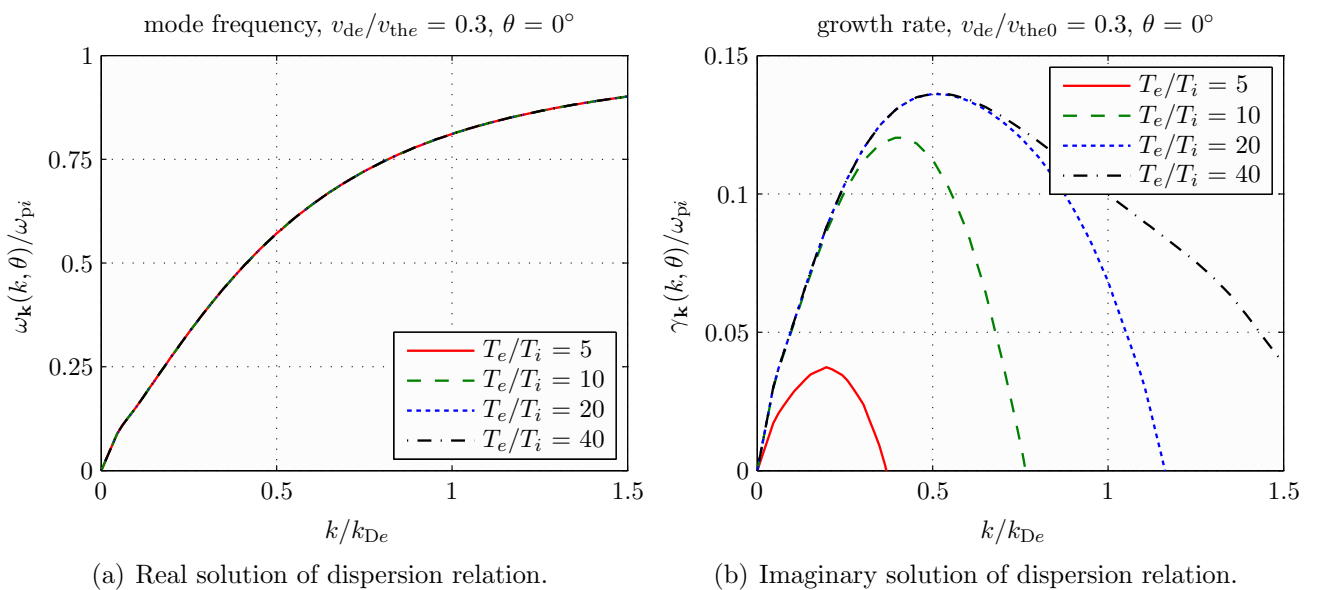 mode frequency, v_de/v_the = 0.3, θ = 0°
1
0.75
0.5
0.25
0
ω_k(k, θ)/ω_pi
T_e/T_i = 5
T_e/T_i = 10
T_e/T_i = 20
T_e/T_i = 40
0 0.5 1 1.5
k/k_De
(a) Real solution of dispersion relation.
growth rate, v_de/v_the0 = 0.3, θ = 0°
0.15
0.1
0.05
0
γ_k(k, θ)/ω_pi
T_e/T_i = 5
T_e/T_i = 10
T_e/T_i = 20
T_e/T_i = 40
0 0.5 1 1.5
k/k_De
(b) Imaginary solution of dispersion relation.